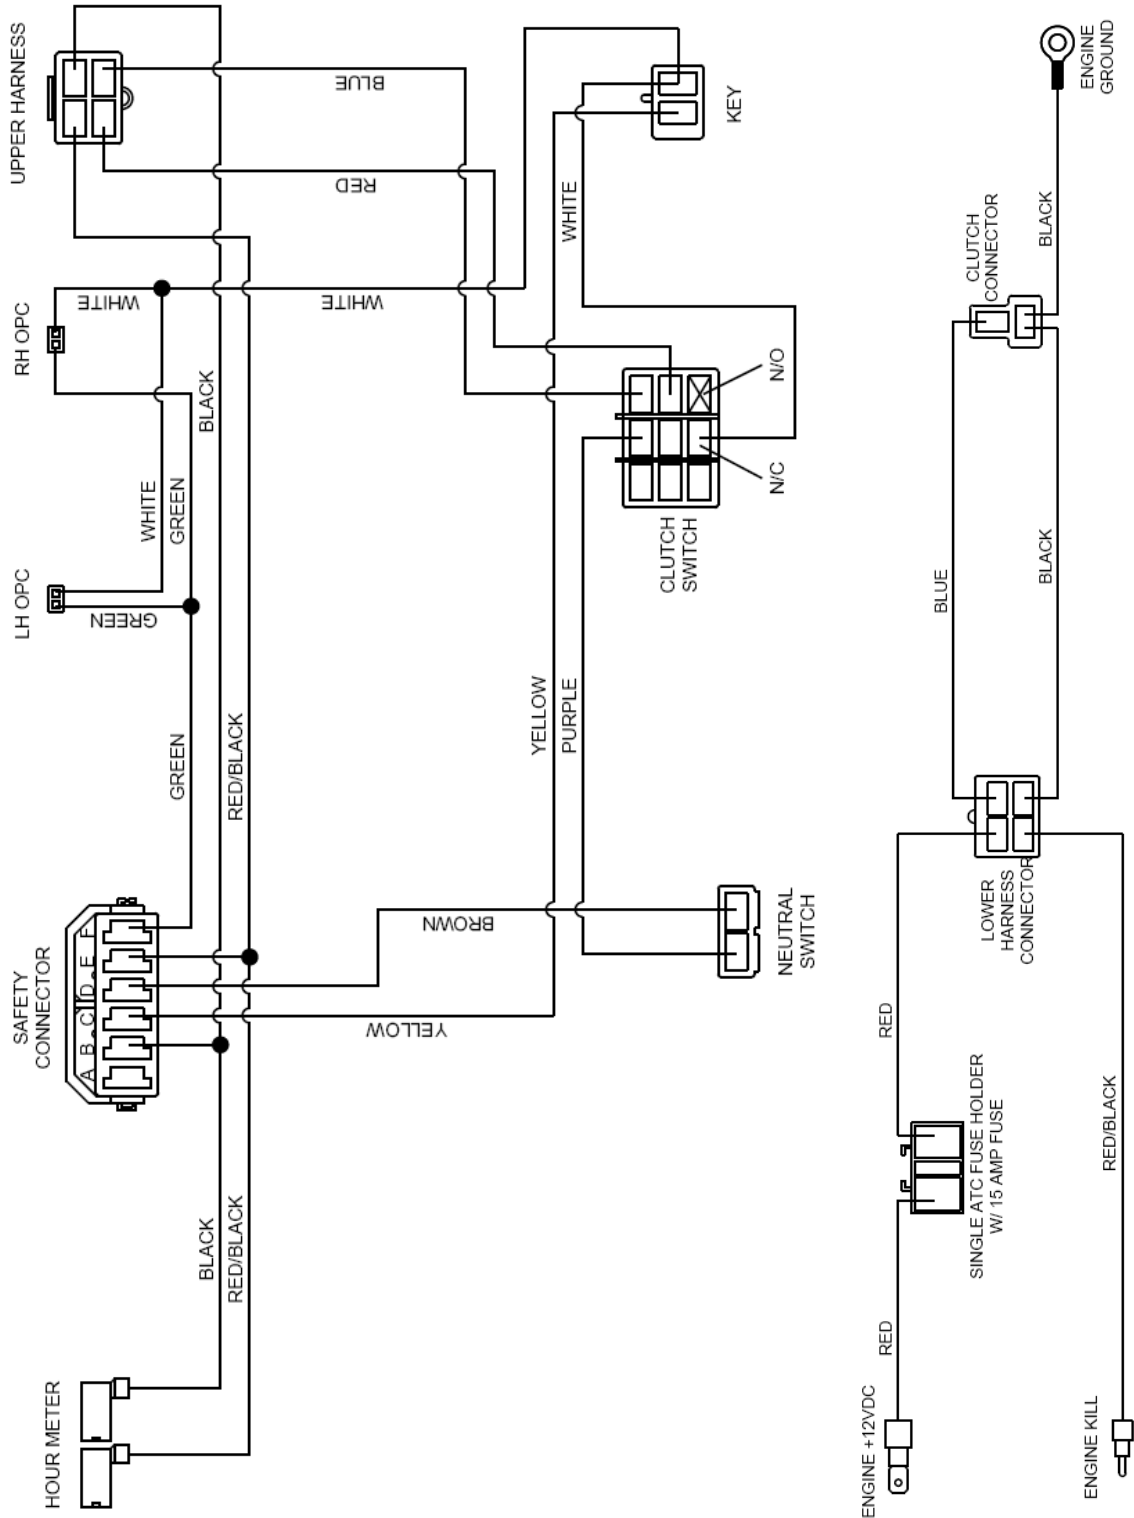 UPPER HARNESS
BLUE
RED
KEY
ENGINE
GROUND
RH OPC
WHITE
WHITE
WHITE
BLACK
CLUTCH
CONNECTOR
BLACK
N/O
N/C
CLUTCH
SWITCH
LH OPC
WHITE
GREEN
GREEN
GREEN
RED/BLACK
YELLOW
PURPLE
BLUE
BLACK
SAFETY
CONNECTOR
A B C D E F
BROWN
YELLOW
NEUTRAL
SWITCH
LOWER
HARNESS
CONNECTOR
RED
SINGLE ATC FUSE HOLDER
W/ 15 AMP FUSE
RED/BLACK
HOUR METER
BLACK
RED/BLACK
RED
ENGINE +12VDC
ENGINE KILL